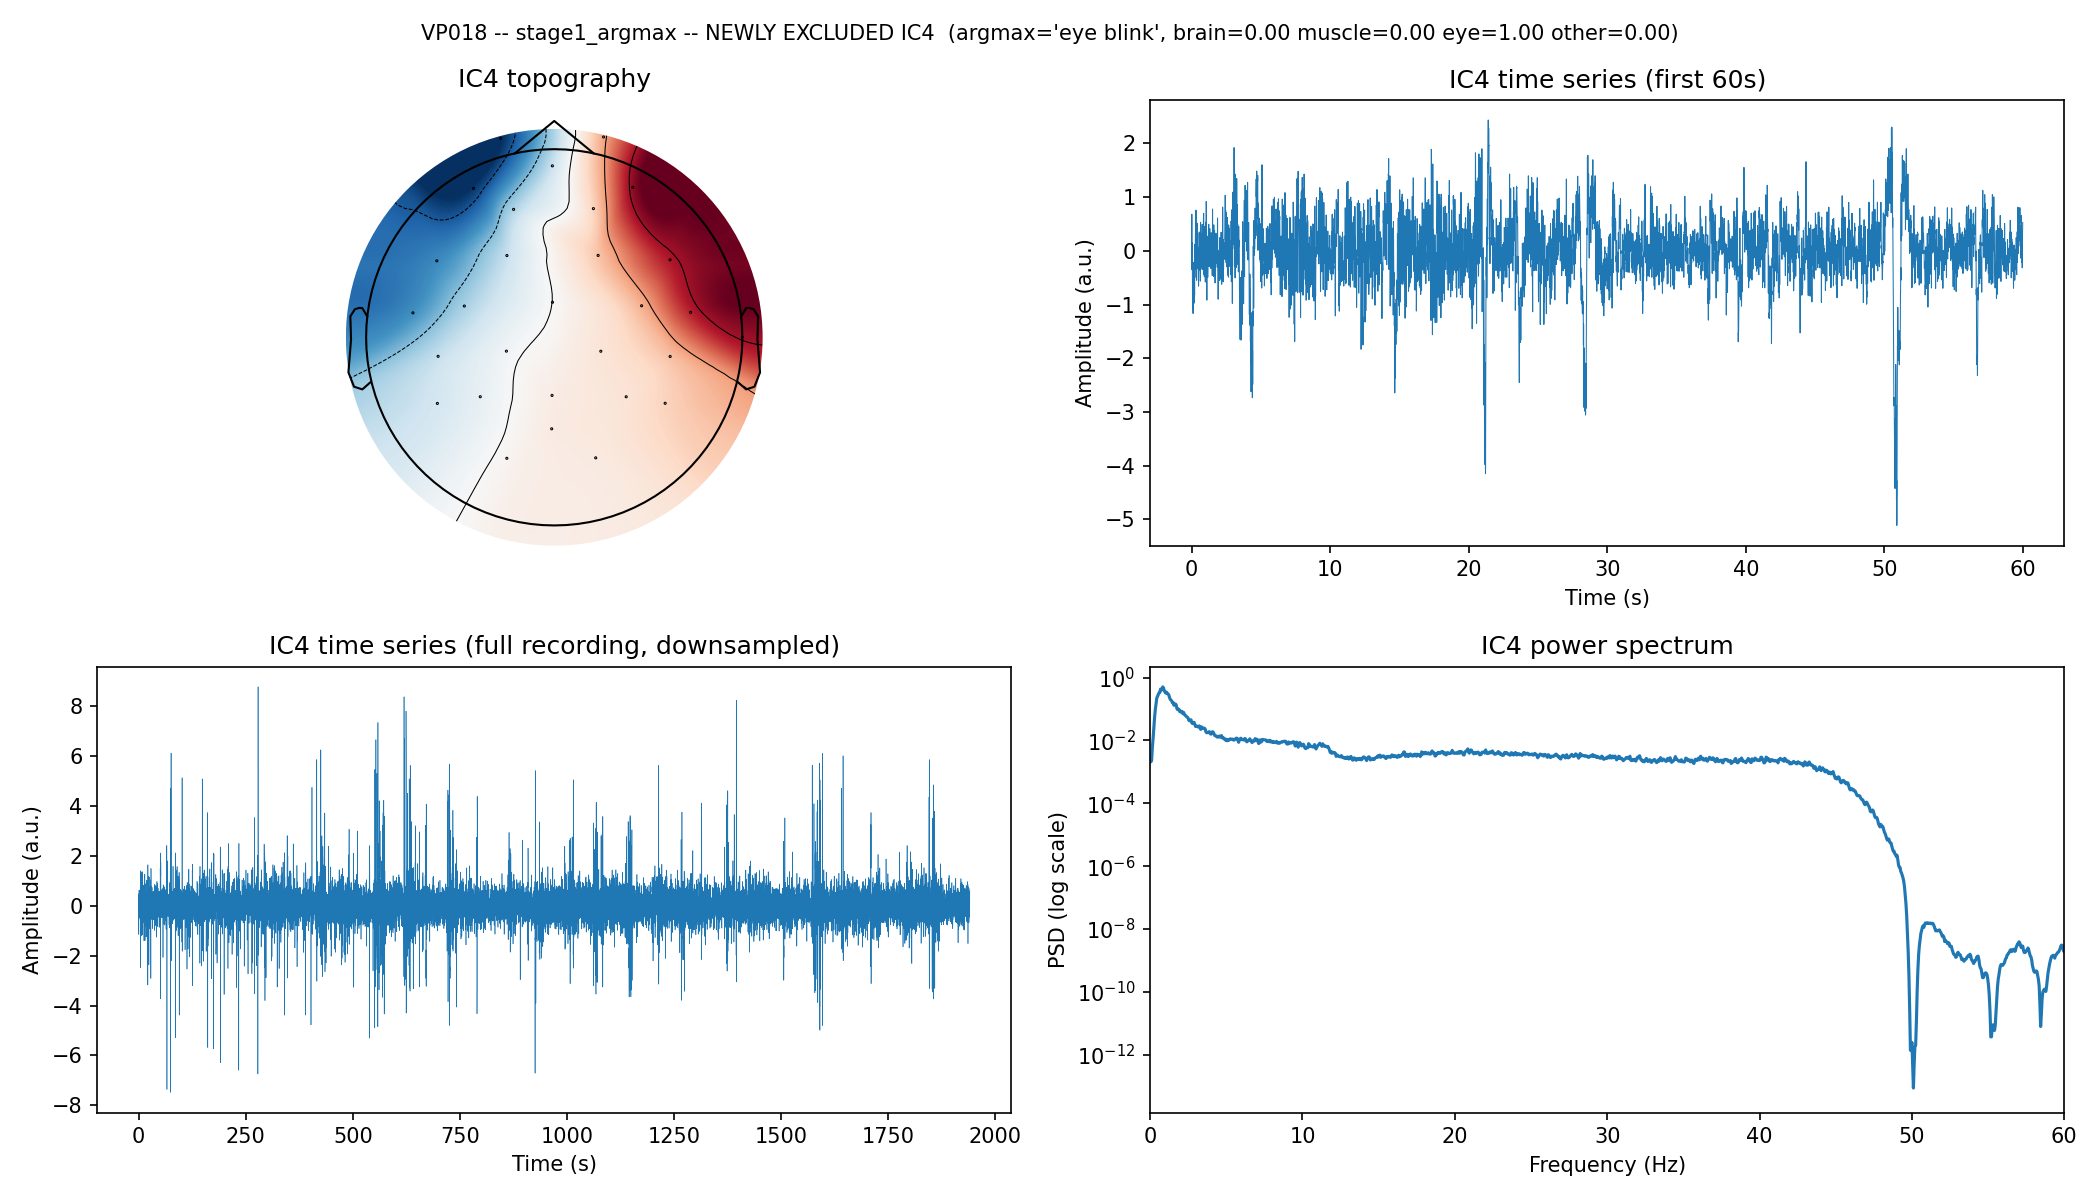 VP018 -- stage1_argmax -- NEWLY EXCLUDED IC4  (argmax='eye blink', brain=0.00 muscle=0.00 eye=1.00 other=0.00)
IC4 topography
IC4 time series (first 60s)
Amplitude (a.u.)
2
1
0
−1
−2
−3
−4
−5
0 10 20 30 40 50 60
Time (s)
IC4 time series (full recording, downsampled)
Amplitude (a.u.)
8
6
4
2
0
−2
−4
−6
−8
0 250 500 750 1000 1250 1500 1750 2000
Time (s)
IC4 power spectrum
PSD (log scale)
10⁰
10⁻²
10⁻⁴
10⁻⁶
10⁻⁸
10⁻¹⁰
10⁻¹²
0 10 20 30 40 50 60
Frequency (Hz)